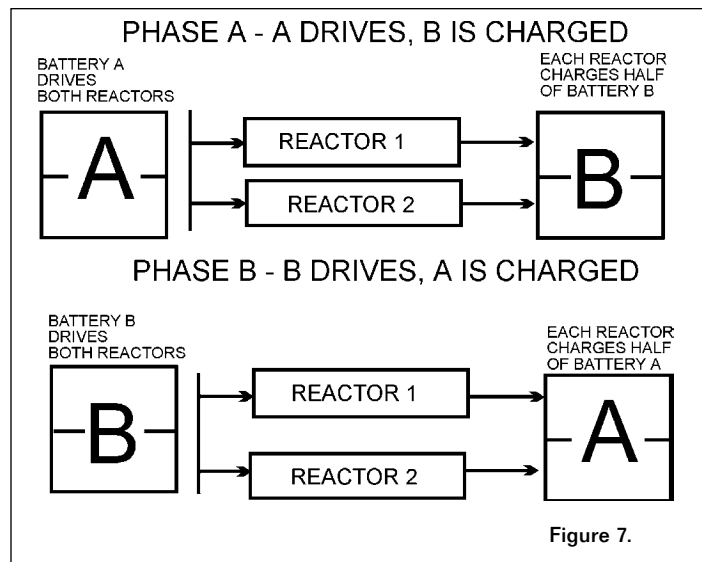 PHASE A - A DRIVES, B IS CHARGED
BATTERY A
DRIVES
BOTH REACTORS
EACH REACTOR
CHARGES HALF
OF BATTERY B
A
REACTOR 1
REACTOR 2
B
PHASE B - B DRIVES, A IS CHARGED
BATTERY B
DRIVES
BOTH REACTORS
EACH REACTOR
CHARGES HALF
OF BATTERY A
B
REACTOR 1
REACTOR 2
A
Figure 7.